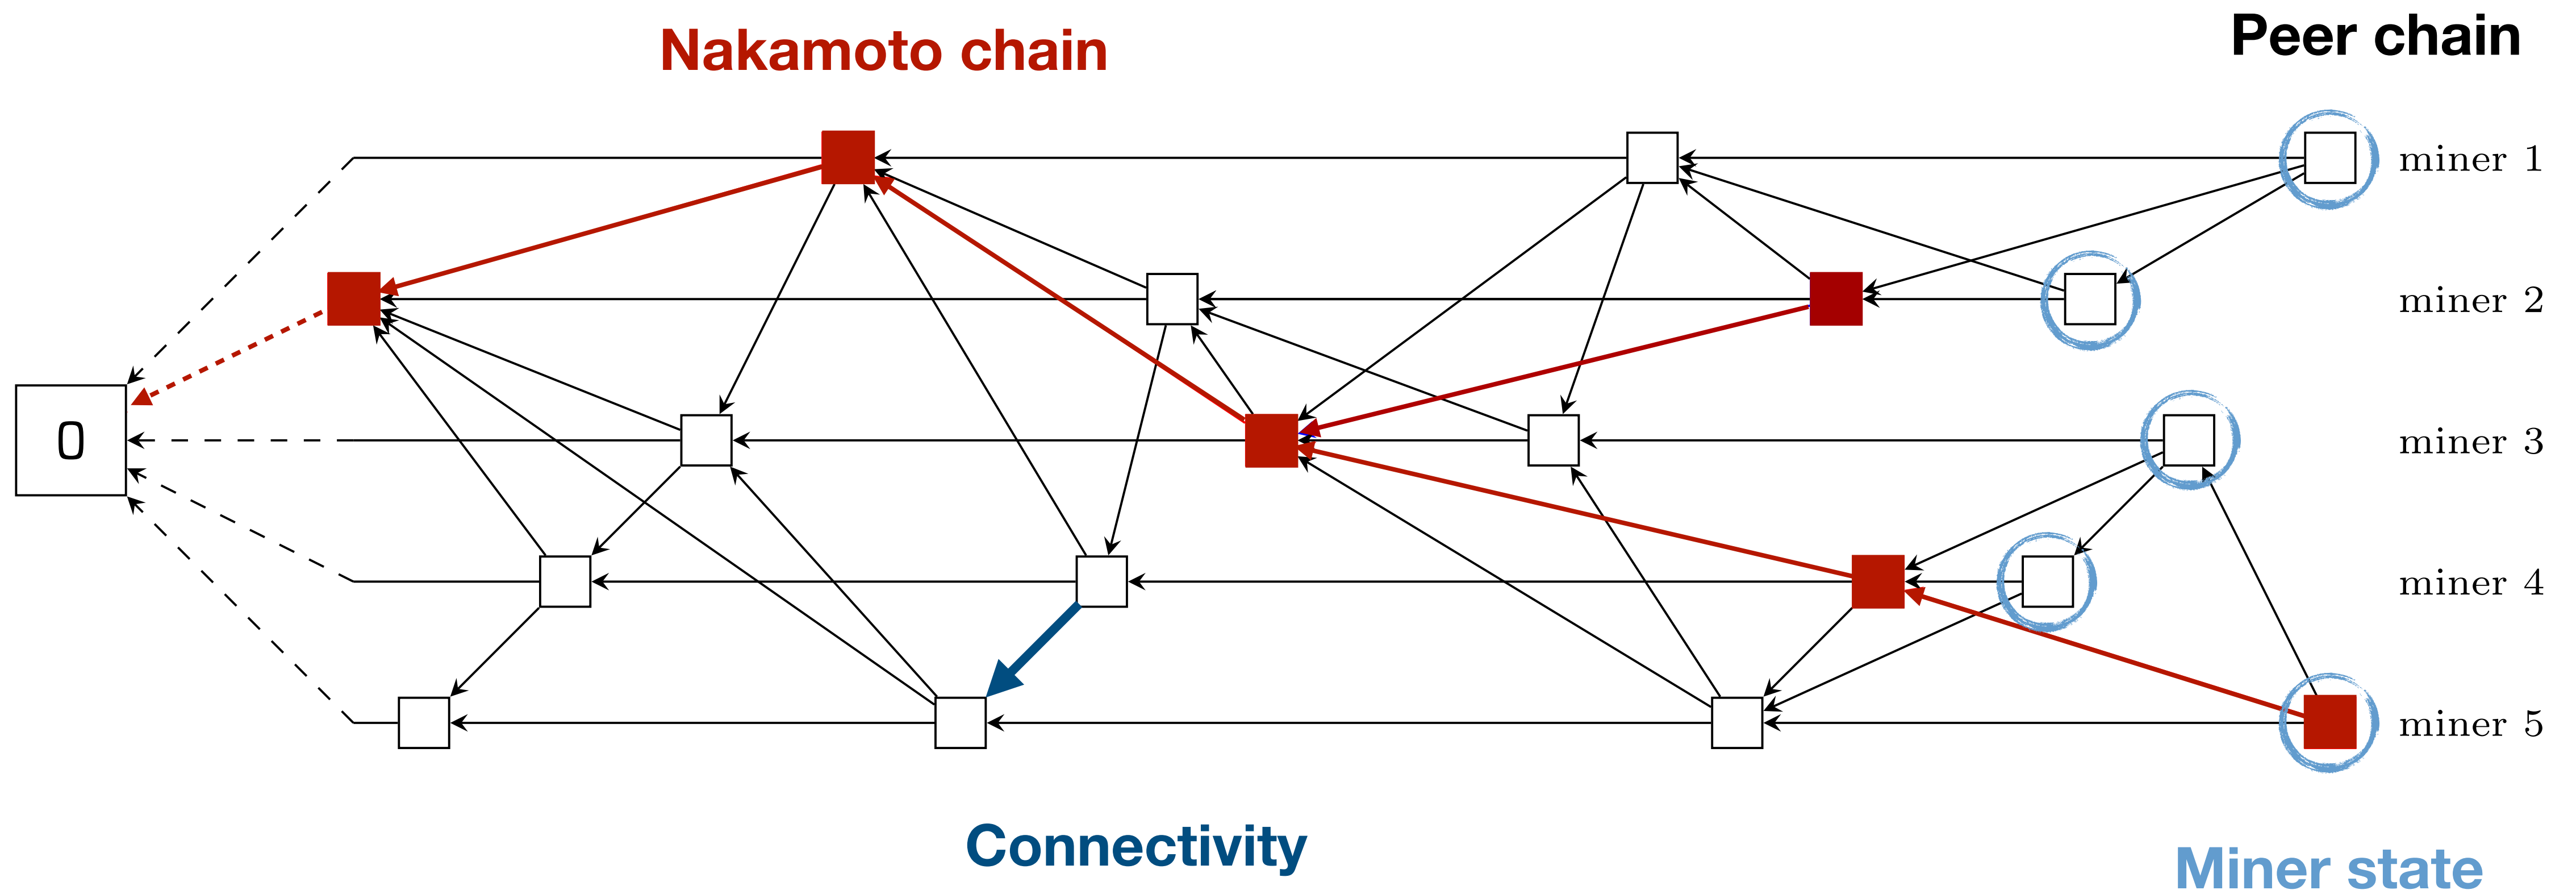 Nakamoto chain
Peer chain
miner 1
miner 2
0
miner 3
miner 4
miner 5
Connectivity
Miner state